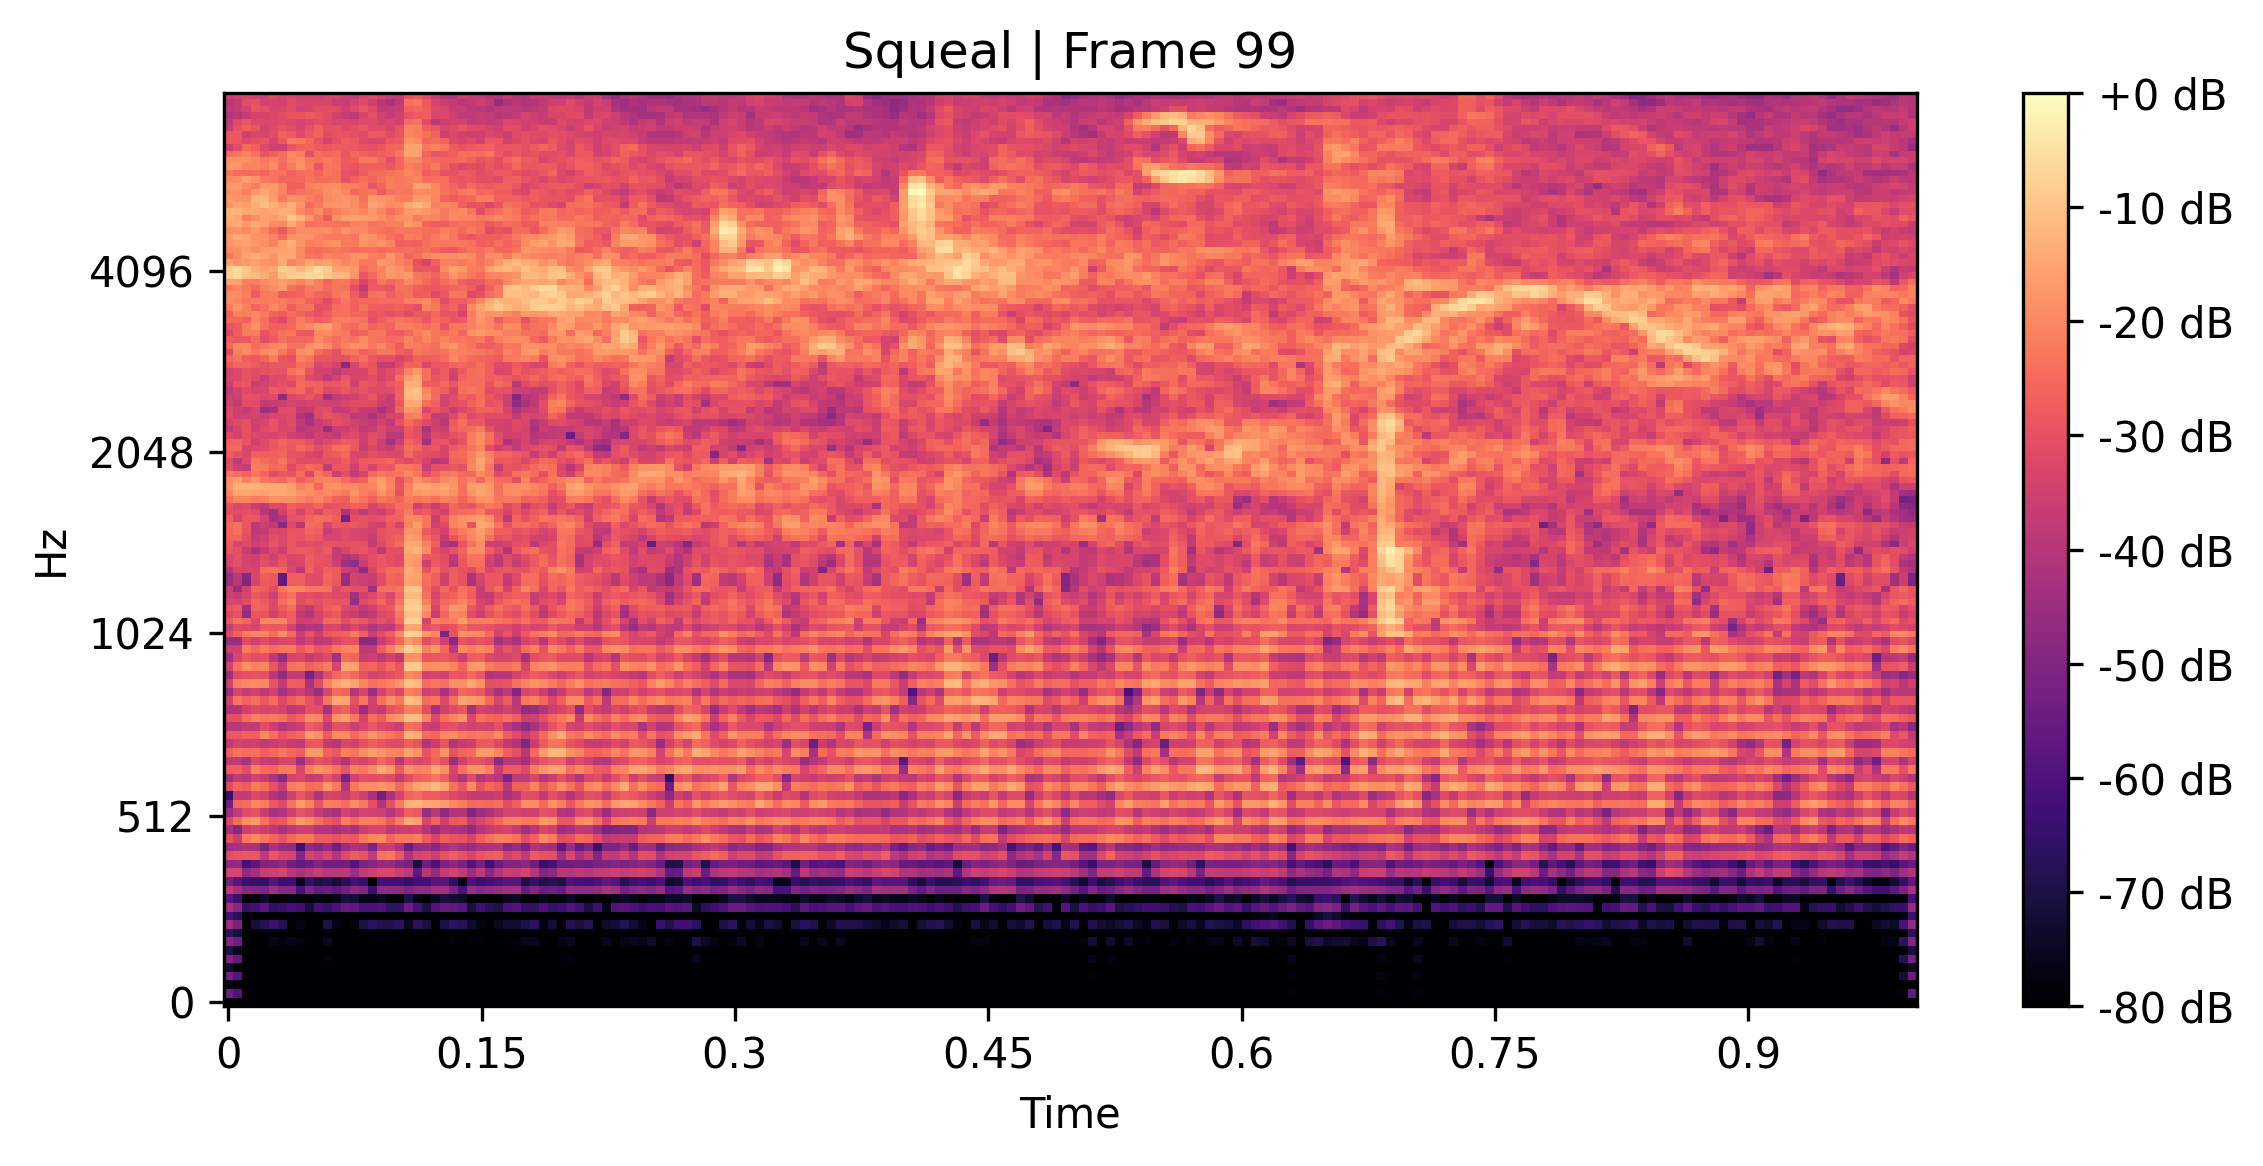 Squeal | Frame 99
Hz
4096
2048
1024
512
0
0 0.15 0.3 0.45 0.6 0.75 0.9
Time
+0 dB
-10 dB
-20 dB
-30 dB
-40 dB
-50 dB
-60 dB
-70 dB
-80 dB